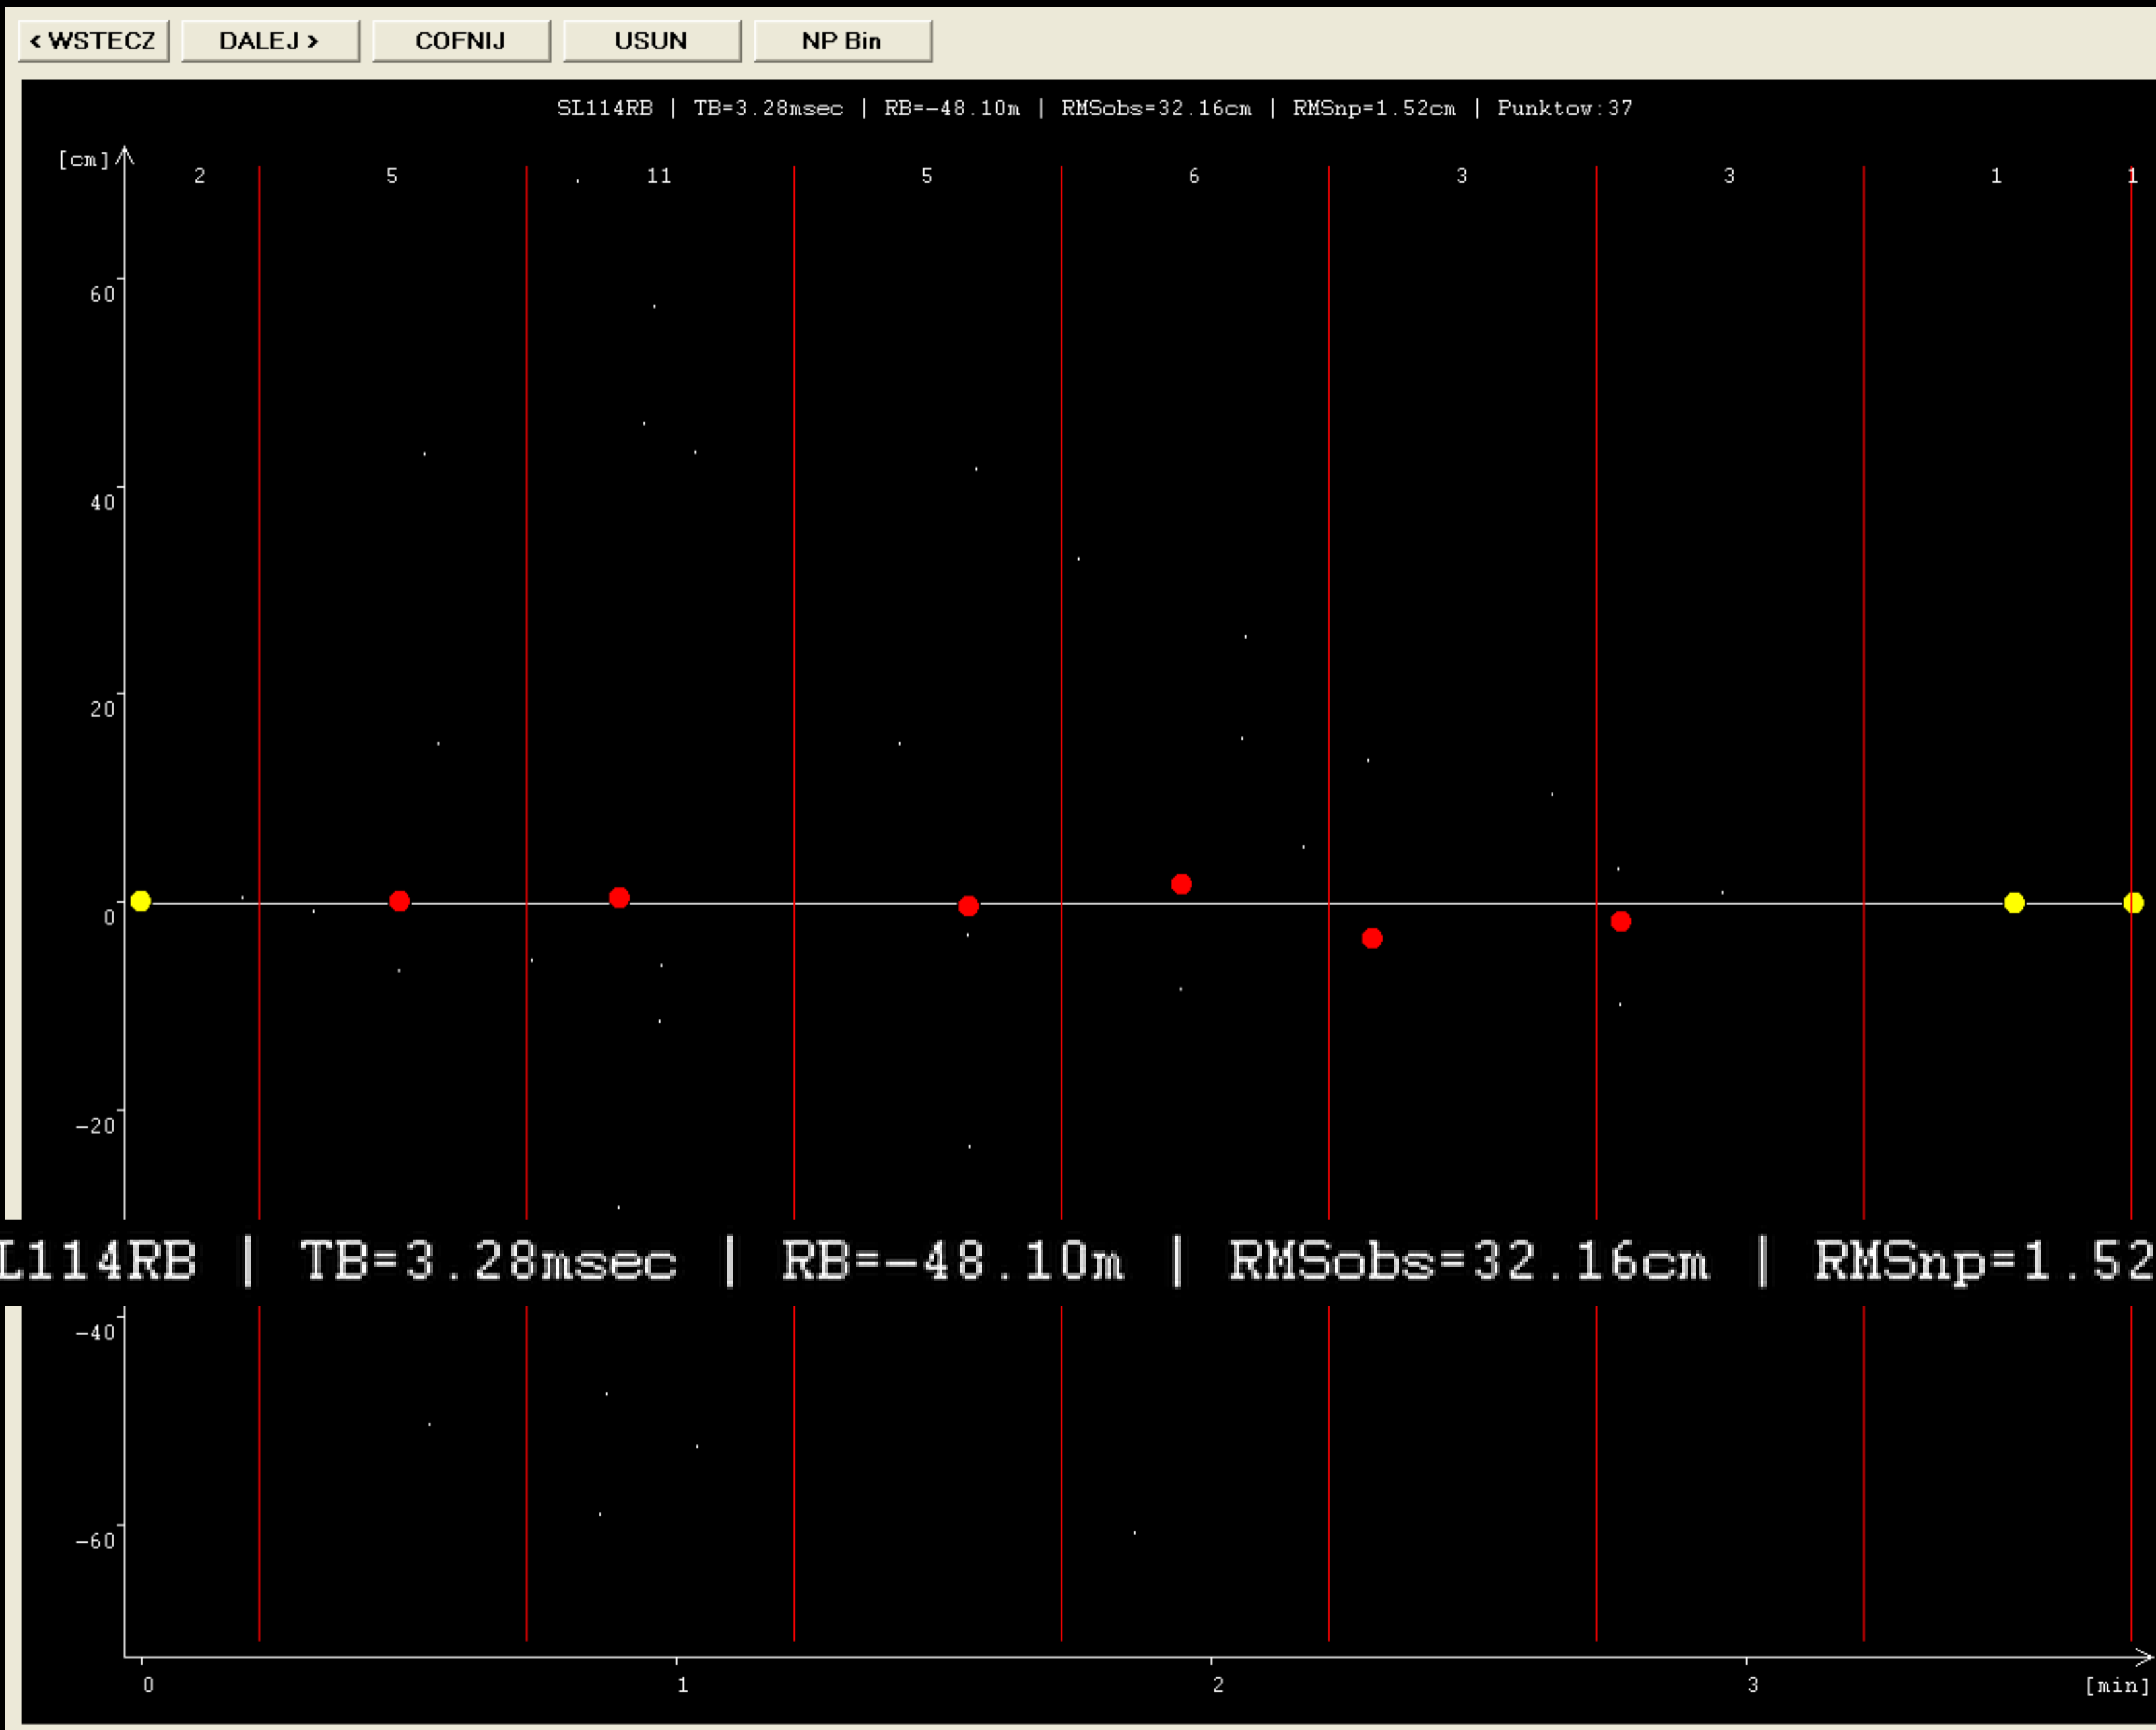 < WSTECZ DALEJ > COFNIJ USUN NP Bin
SL114RB | TB=3.28msec | RB=-48.10m | RMSobs=32.16cm | RMSnp=1.52cm | Punktow:37
[cm]
2 5 11 5 6 3 3 1 1
60
40
20
0
-20
L114RB | TB=3.28msec | RB=-48.10m | RMSobs=32.16cm | RMSnp=1.52
-40
-60
0 1 2 3 [min]